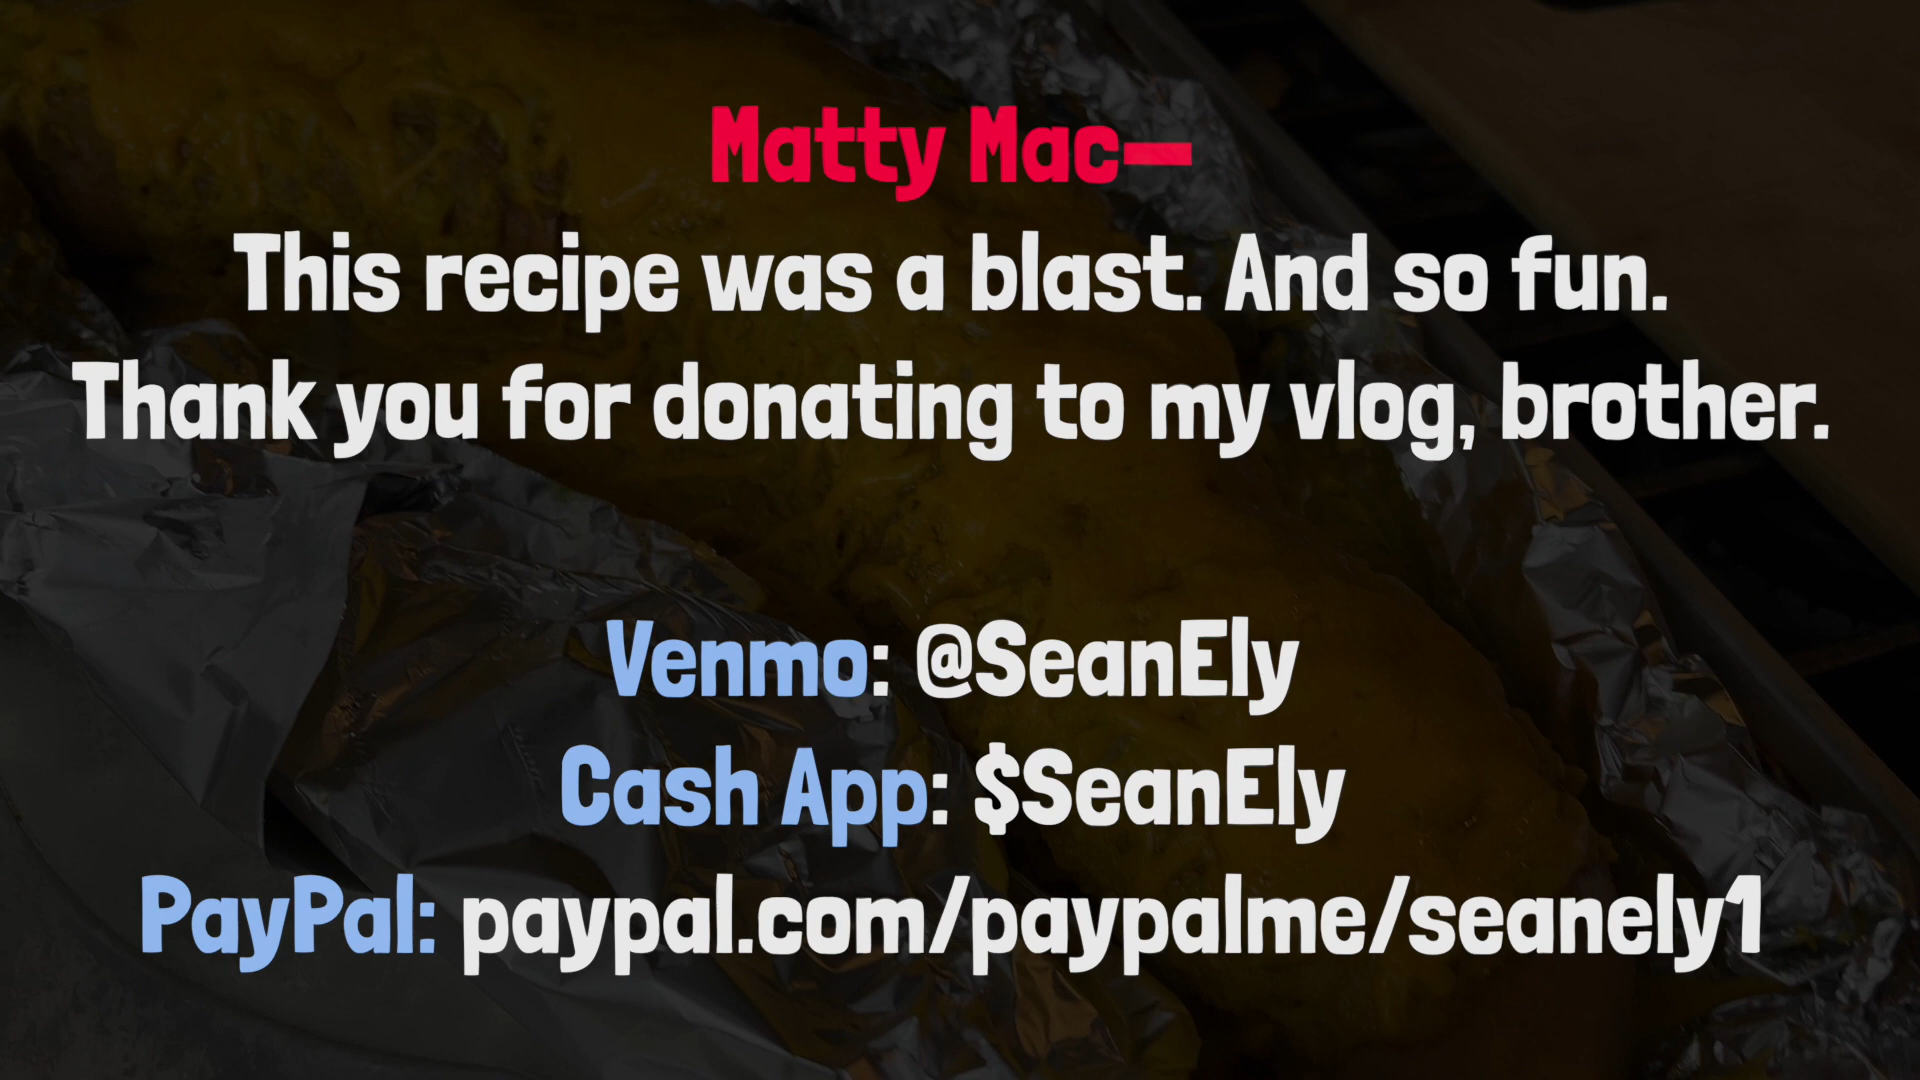 Matty Mac—
This recipe was a blast. And so fun.
Thank you for donating to my vlog, brother.
Venmo: @SeanEly
Cash App: $SeanEly
PayPal: paypal.com/paypalme/seanely1